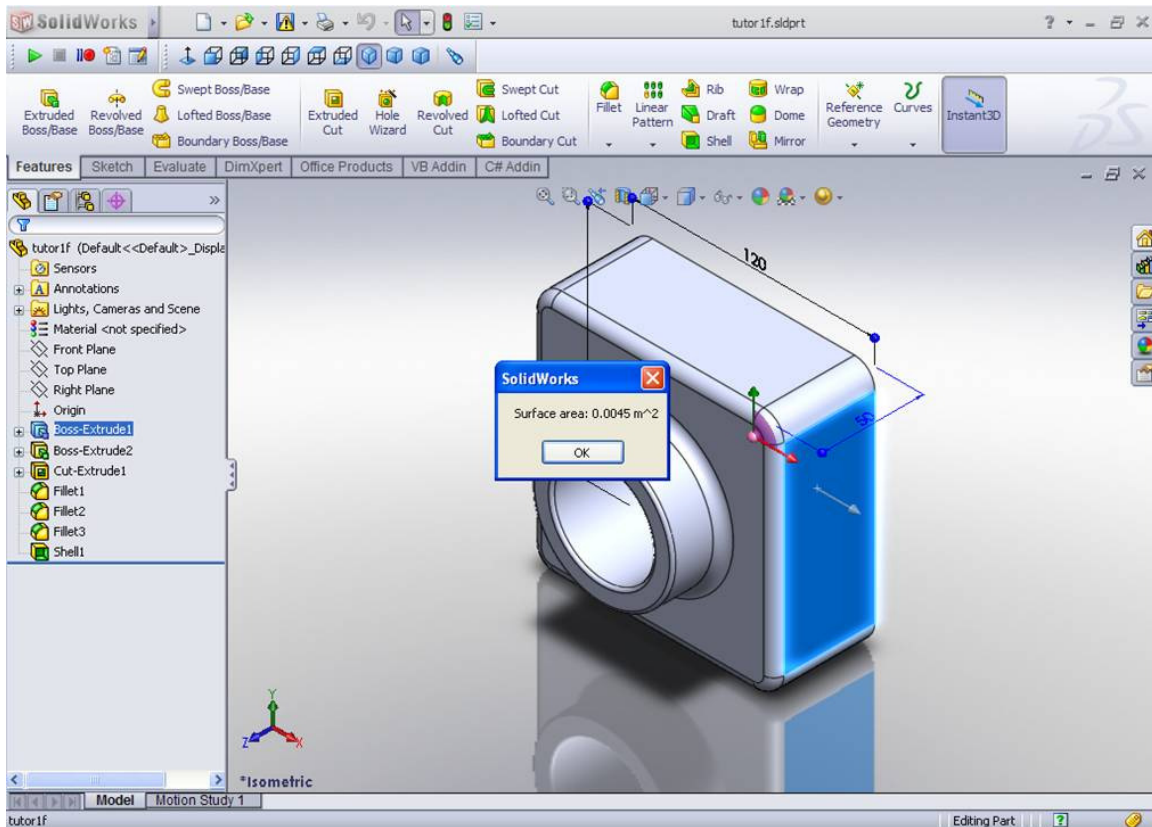 SolidWorks
tutor1f.sldprt
Extruded Boss/Base
Revolved Boss/Base
Swept Boss/Base
Lofted Boss/Base
Boundary Boss/Base
Extruded Cut
Hole Wizard
Revolved Cut
Swept Cut
Lofted Cut
Boundary Cut
Fillet
Linear Pattern
Rib
Draft
Shell
Wrap
Dome
Mirror
Reference Geometry
Curves
Instant3D
Features
Sketch
Evaluate
DimXpert
Office Products
VB Addin
C# Addin
tutor1f (Default<<Default>_Displa
Sensors
Annotations
Lights, Cameras and Scene
Material <not specified>
Front Plane
Top Plane
Right Plane
Origin
Boss-Extrude1
Boss-Extrude2
Cut-Extrude1
Fillet1
Fillet2
Fillet3
Shell1
120
50
SolidWorks
Surface area: 0.0045 m^2
OK
Y
Z
X
*Isometric
Model
Motion Study 1
tutor1f
Editing Part